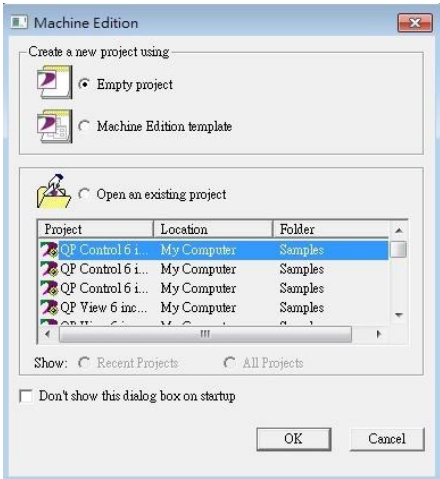 Machine Edition
Create a new project using
Empty project
Machine Edition template
Open an existing project
Project Location Folder
QP Control 6 i... My Computer Samples
QP Control 6 i... My Computer Samples
QP Control 6 i... My Computer Samples
QP View 6 inc... My Computer Samples
Show: Recent Projects All Projects
Don't show this dialog box on startup
OK Cancel